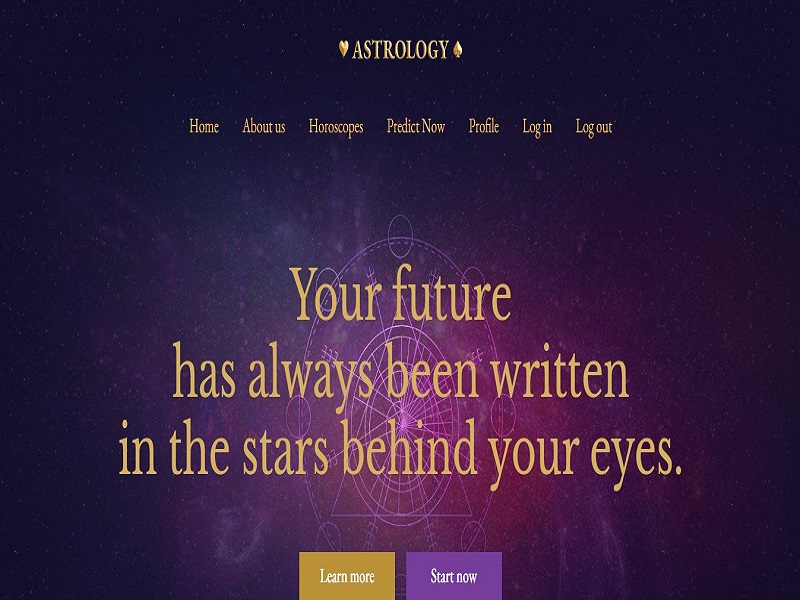 ASTROLOGY
Home About us Horoscopes Predict Now Profile Log in Log out
Your future
has always been written
in the stars behind your eyes.
Learn more Start now